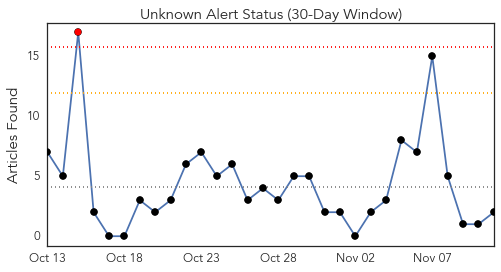 Unknown Alert Status (30-Day Window)
Articles Found
15
10
5
0
Oct 13 Oct 18 Oct 23 Oct 28 Nov 02 Nov 07